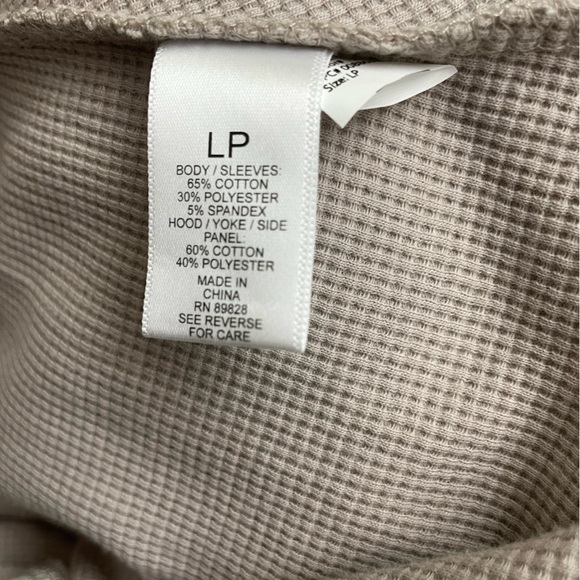 LP
BODY / SLEEVES:
65% COTTON
30% POLYESTER
5% SPANDEX
HOOD / YOKE / SIDE
PANEL:
60% COTTON
40% POLYESTER
MADE IN
CHINA
RN 89828
SEE REVERSE
FOR CARE
Size: LP